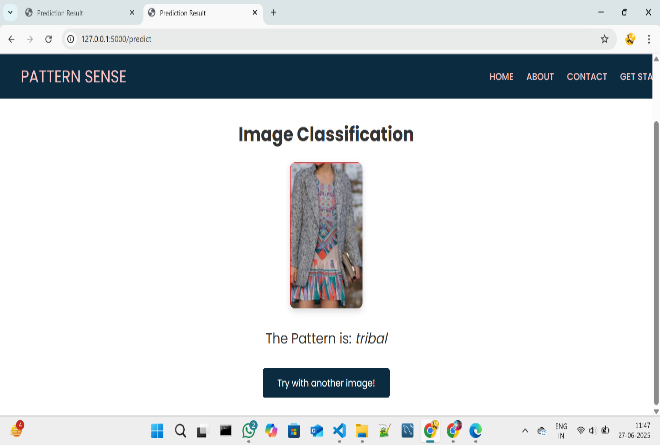 Prediction Result
Prediction Result
127.0.0.1:5000/predict
PATTERN SENSE
HOME ABOUT CONTACT GET STA
Image Classification
The Pattern is: tribal
Try with another image!
ENG
IN
11:47
27-06-2025